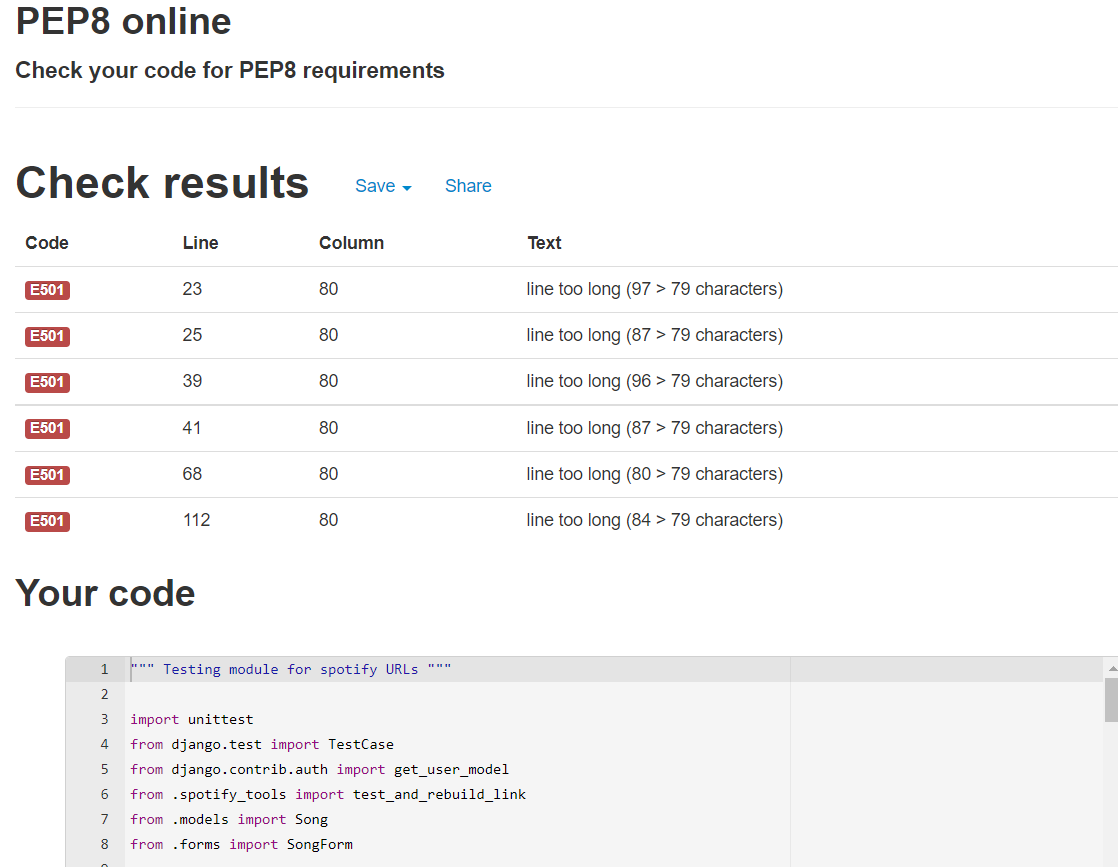 PEP8 online
Check your code for PEP8 requirements
Check results Save Share
Code Line Column Text
E501 23 80 line too long (97 > 79 characters)
E501 25 80 line too long (87 > 79 characters)
E501 39 80 line too long (96 > 79 characters)
E501 41 80 line too long (87 > 79 characters)
E501 68 80 line too long (80 > 79 characters)
E501 112 80 line too long (84 > 79 characters)
Your code
1 """ Testing module for spotify URLs """
2
3 import unittest
4 from django.test import TestCase
5 from django.contrib.auth import get_user_model
6 from .spotify_tools import test_and_rebuild_link
7 from .models import Song
8 from .forms import SongForm